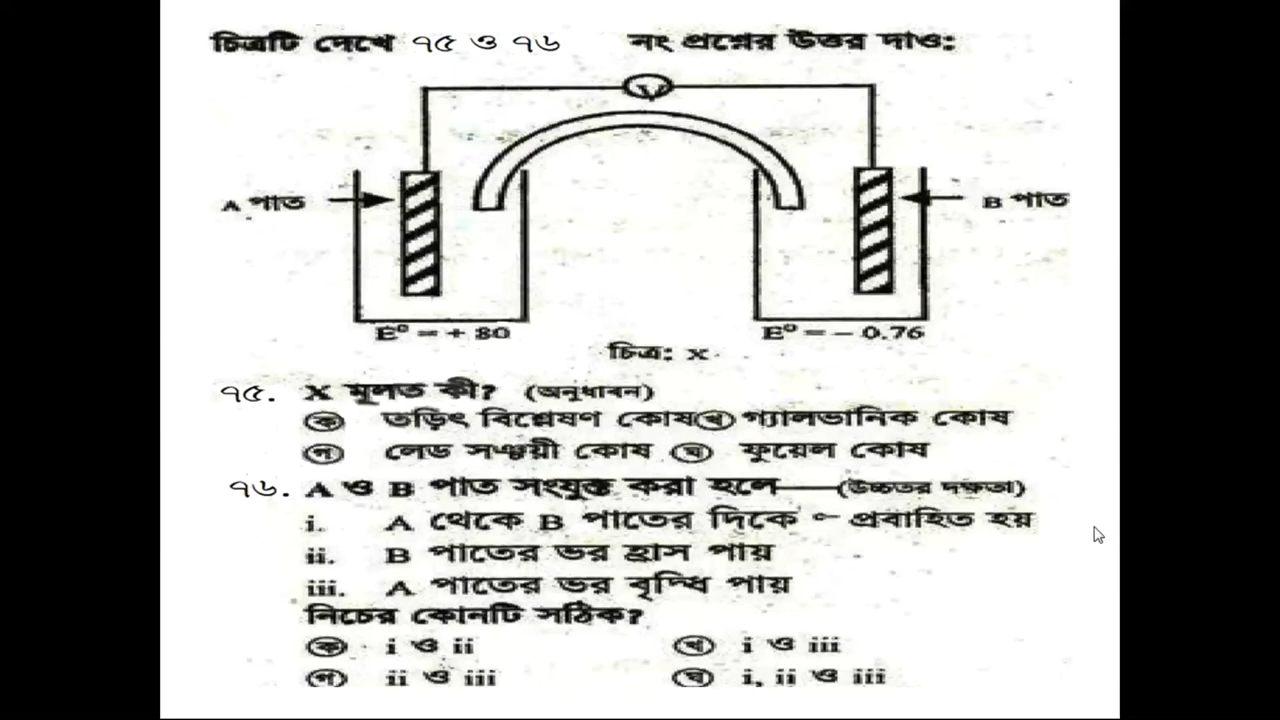 চিত্রটি দেখে ৭৫ ও ৭৬ নং প্রশ্নের উত্তর দাও:
V
A পাত
B পাত
E° = + 80
E° = – 0.76
চিত্র: x
৭৫. X মূলত কী? (অনুধাবন)
ক তড়িৎ বিশ্লেষণ কোষ খ গ্যালভানিক কোষ
গ লেড সঞ্চয়ী কোষ ঘ ফুয়েল কোষ
৭৬. A ও B পাত সংযুক্ত করা হলে— (উচ্চতর দক্ষতা)
i. A থেকে B পাতের দিকে e⁻ প্রবাহিত হয়
ii. B পাতের ভর হ্রাস পায়
iii. A পাতের ভর বৃদ্ধি পায়
নিচের কোনটি সঠিক?
ক i ও ii খ i ও iii
গ ii ও iii ঘ i, ii ও iii